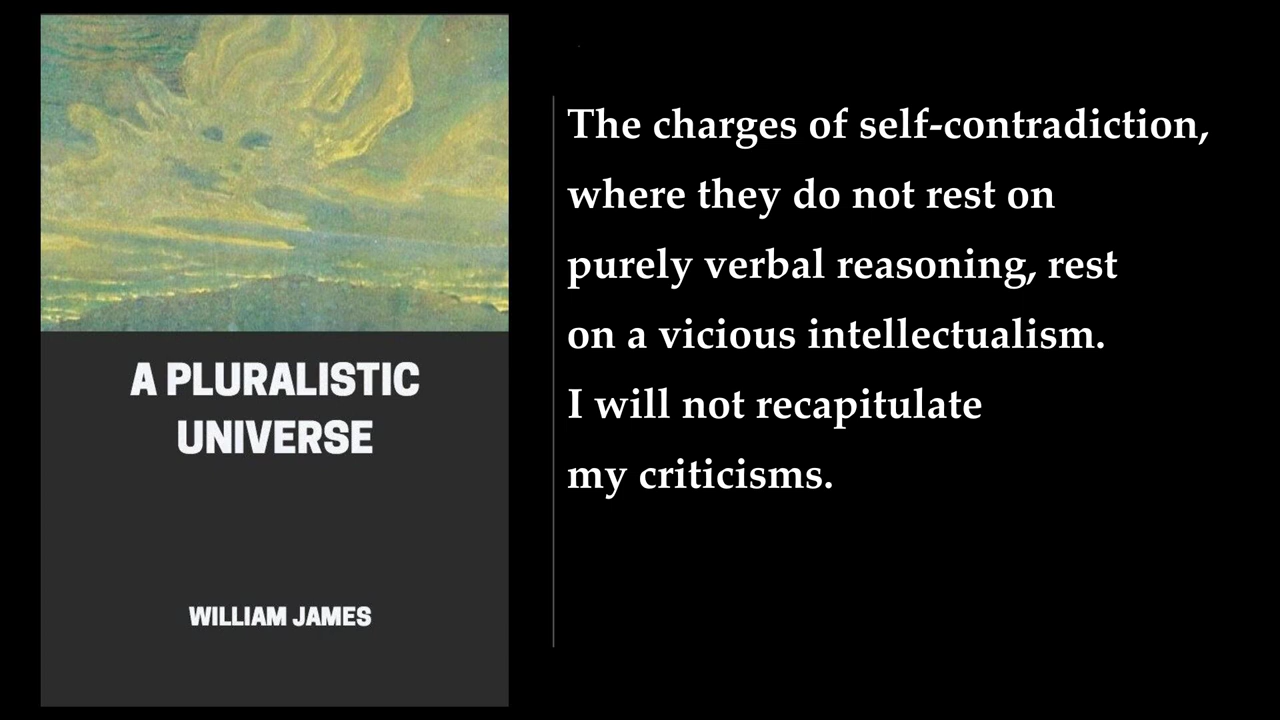 A PLURALISTIC
UNIVERSE
WILLIAM JAMES
The charges of self-contradiction,
where they do not rest on
purely verbal reasoning, rest
on a vicious intellectualism.
I will not recapitulate
my criticisms.